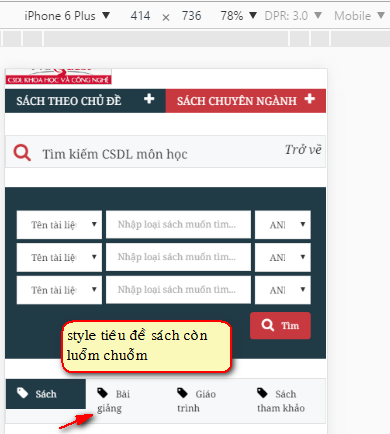 iPhone 6 Plus ▼ 414 × 736 78% ▼ DPR: 3.0 ▼ Mobile ▼
CSDL KHOA HỌC VÀ CÔNG NGHỆ
SÁCH THEO CHỦ ĐỀ + SÁCH CHUYÊN NGÀNH +
Tìm kiếm CSDL môn học Trở về
Tên tài liệ Nhập loại sách muốn tìm... ANI
Tên tài liệ Nhập loại sách muốn tìm... ANI
Tên tài liệ Nhập loại sách muốn tìm... ANI
Tìm
style tiêu đề sách còn
luổm chuổm
Sách Bài Giáo Sách
giảng trình tham khảo